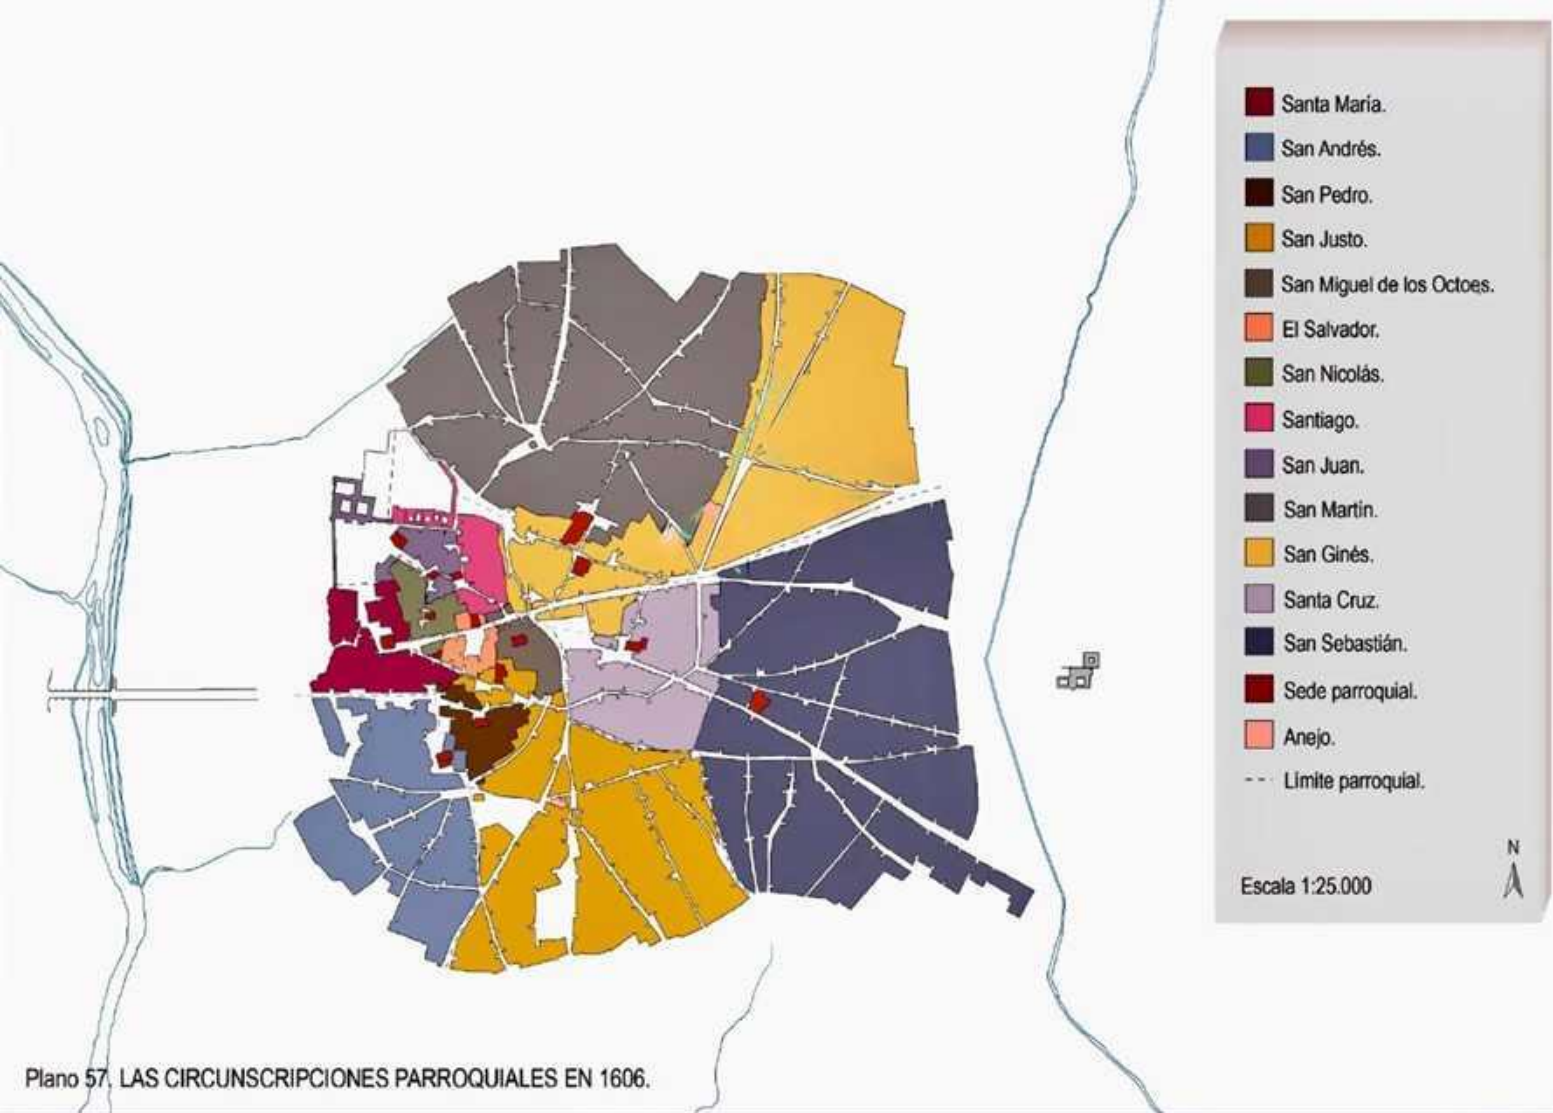 Santa María.
San Andrés.
San Pedro.
San Justo.
San Miguel de los Octoes.
El Salvador.
San Nicolás.
Santiago.
San Juan.
San Martin.
San Ginés.
Santa Cruz.
San Sebastián.
Sede parroquial.
Anejo.
Límite parroquial.
N
Escala 1:25.000
Plano 57. LAS CIRCUNSCRIPCIONES PARROQUIALES EN 1606.